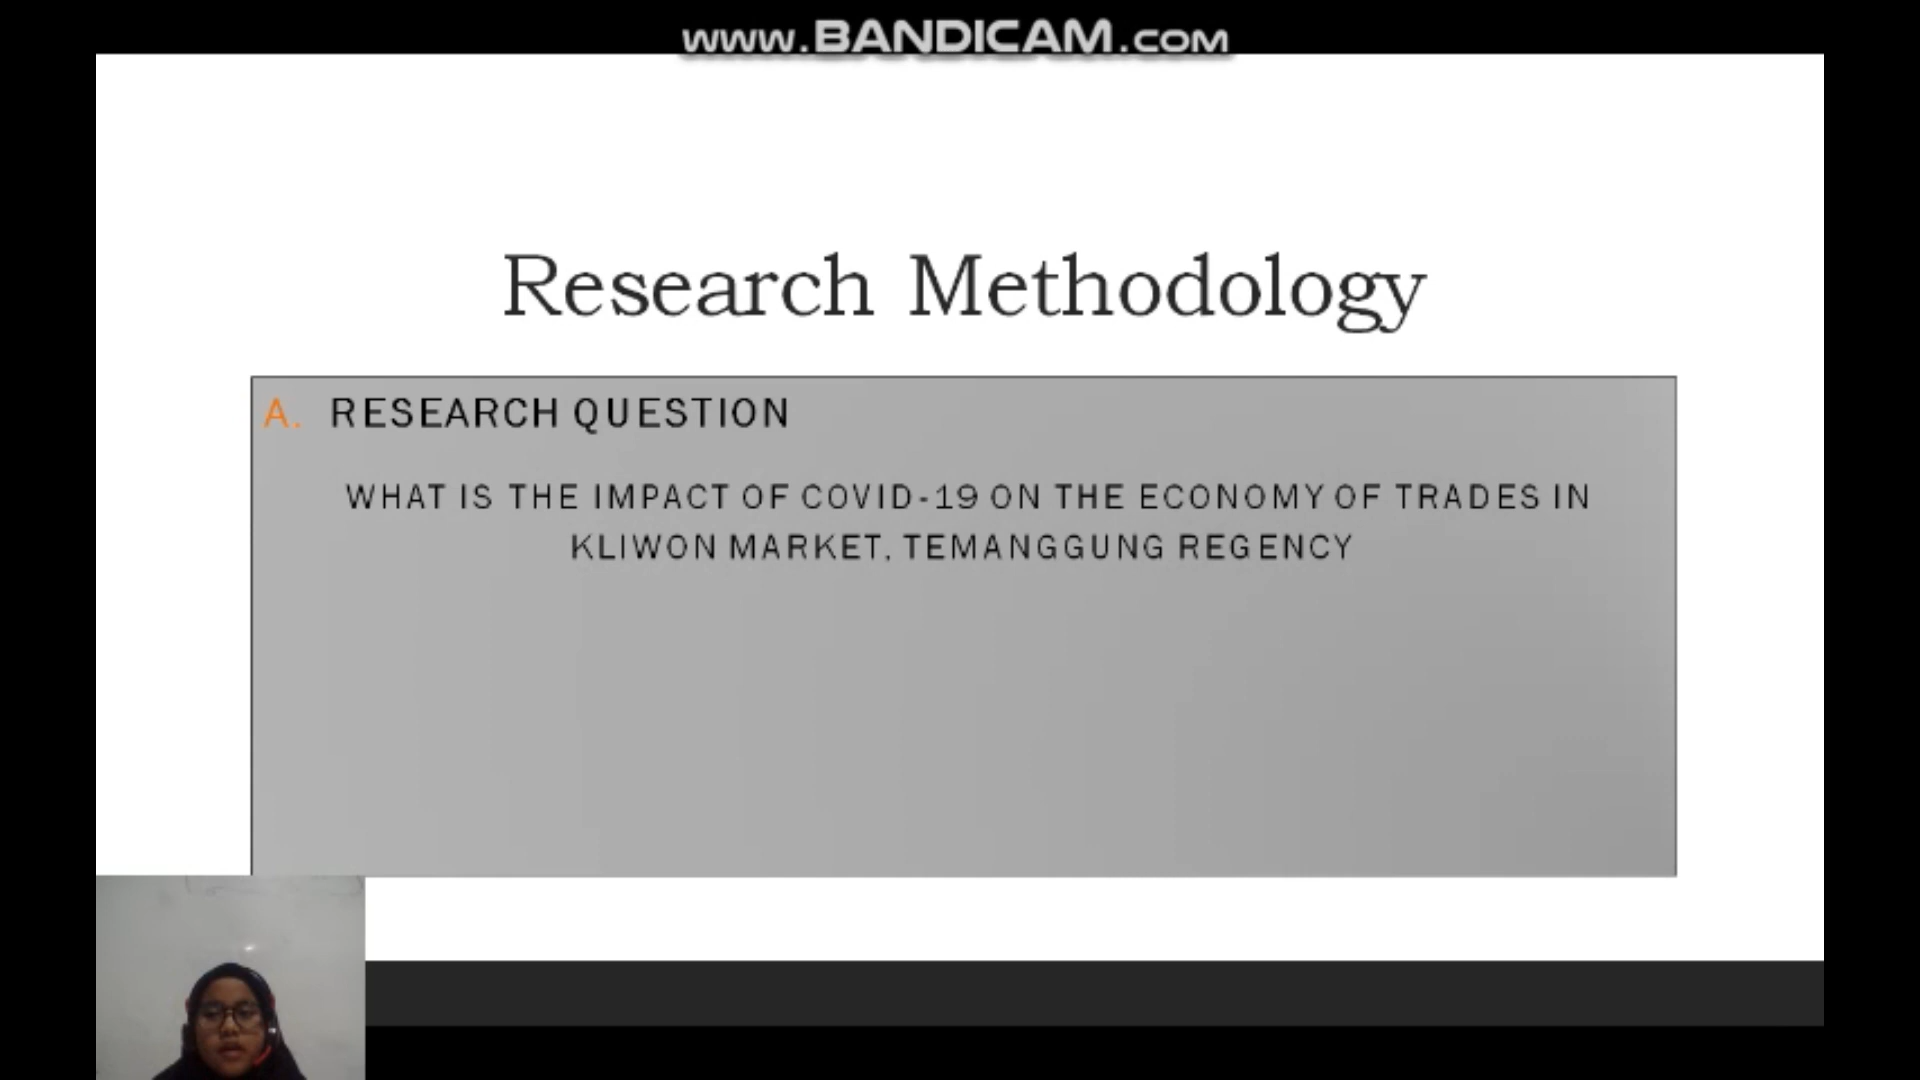 www.BANDICAM.com
Research Methodology
A. RESEARCH QUESTION
WHAT IS THE IMPACT OF COVID-19 ON THE ECONOMY OF TRADES IN
KLIWON MARKET, TEMANGGUNG REGENCY